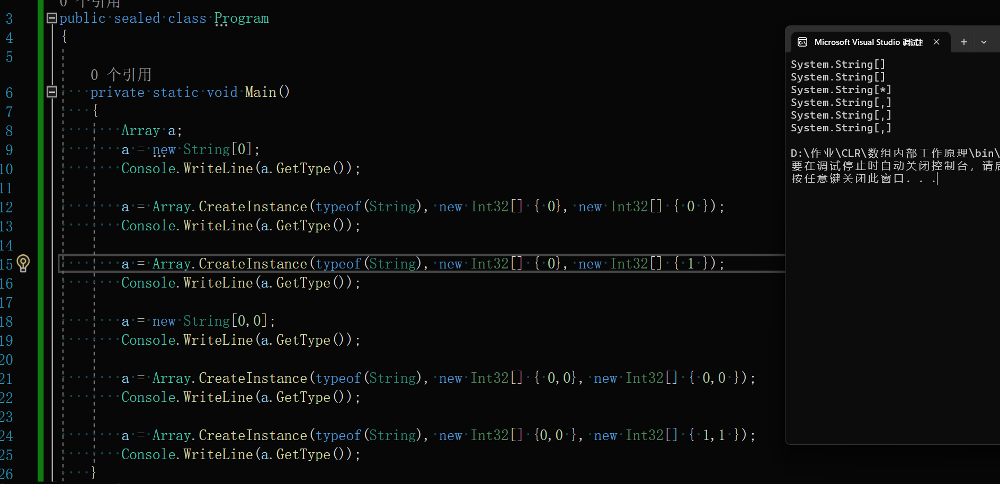 0 个引用
3 public sealed class Program
4 {
5
0 个引用
6 private static void Main()
7 {
8 Array a;
9 a = new String[0];
10 Console.WriteLine(a.GetType());
11
12 a = Array.CreateInstance(typeof(String), new Int32[] { 0}, new Int32[] { 0 });
13 Console.WriteLine(a.GetType());
14
15 a = Array.CreateInstance(typeof(String), new Int32[] { 0}, new Int32[] { 1 });
16 Console.WriteLine(a.GetType());
17
18 a = new String[0,0];
19 Console.WriteLine(a.GetType());
20
21 a = Array.CreateInstance(typeof(String), new Int32[] { 0,0}, new Int32[] { 0,0 });
22 Console.WriteLine(a.GetType());
23
24 a = Array.CreateInstance(typeof(String), new Int32[] {0,0 }, new Int32[] { 1,1 });
25 Console.WriteLine(a.GetType());
26 }
Microsoft Visual Studio 调试
System.String[]
System.String[]
System.String[*]
System.String[,]
System.String[,]
System.String[,]
D:\作业\CLR\数组内部工作原理\bin\
要在调试停止时自动关闭控制台，请启
按任意键关闭此窗口. . .